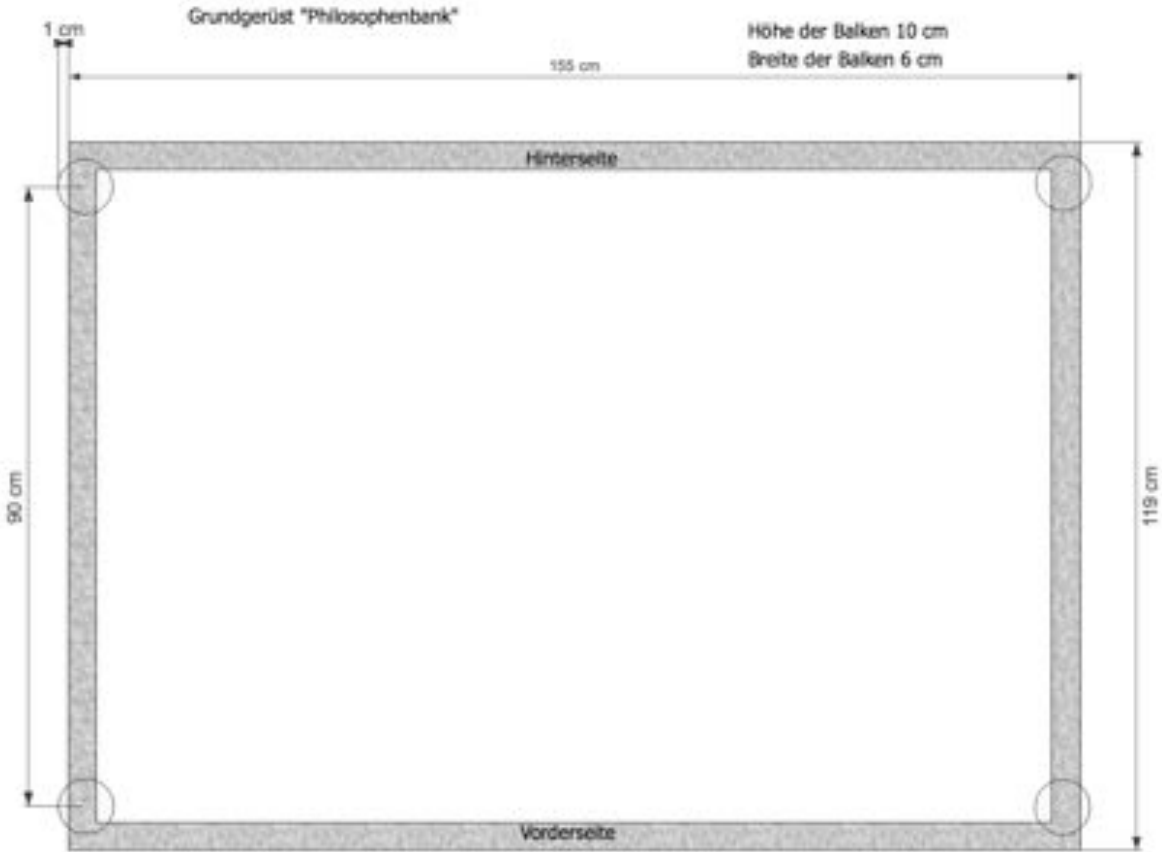 Grundgerüst "Philosophenbank"
1 cm
Höhe der Balken 10 cm
Breite der Balken 6 cm
155 cm
Hinterseite
90 cm
119 cm
Vorderseite